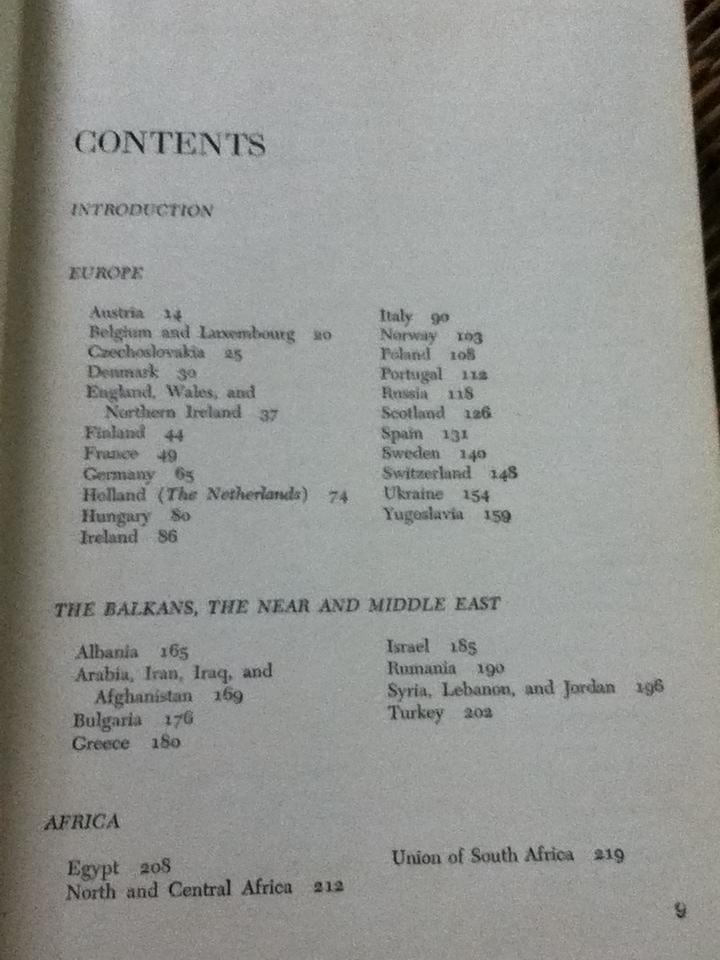 CONTENTS
INTRODUCTION
EUROPE
Austria 14
Belgium and Luxembourg 20
Czechoslovakia 25
Denmark 30
England, Wales, and
Northern Ireland 37
Finland 44
France 49
Germany 65
Holland (The Netherlands) 74
Hungary 80
Ireland 86
Italy 90
Norway 103
Poland 108
Portugal 112
Russia 118
Scotland 126
Spain 131
Sweden 140
Switzerland 148
Ukraine 154
Yugoslavia 159
THE BALKANS, THE NEAR AND MIDDLE EAST
Albania 165
Arabia, Iran, Iraq, and
Afghanistan 169
Bulgaria 176
Greece 180
Israel 185
Rumania 190
Syria, Lebanon, and Jordan 196
Turkey 202
AFRICA
Egypt 208
North and Central Africa 212
Union of South Africa 219
9